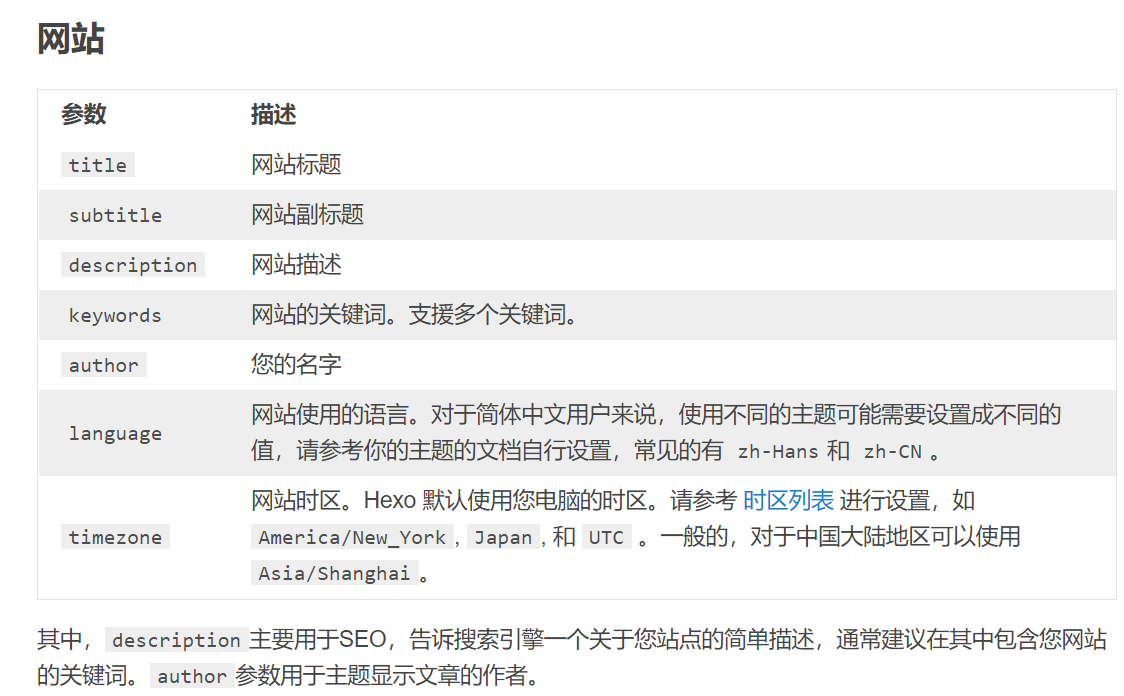 网站
参数 描述
title 网站标题
subtitle 网站副标题
description 网站描述
keywords 网站的关键词。支援多个关键词。
author 您的名字
language 网站使用的语言。对于简体中文用户来说，使用不同的主题可能需要设置成不同的
值，请参考你的主题的文档自行设置，常见的有 zh-Hans 和 zh-CN 。
timezone 网站时区。Hexo 默认使用您电脑的时区。请参考 时区列表 进行设置，如
America/New_York , Japan , 和 UTC 。一般的，对于中国大陆地区可以使用
Asia/Shanghai 。
其中，description 主要用于SEO，告诉搜索引擎一个关于您站点的简单描述，通常建议在其中包含您网站
的关键词。author 参数用于主题显示文章的作者。